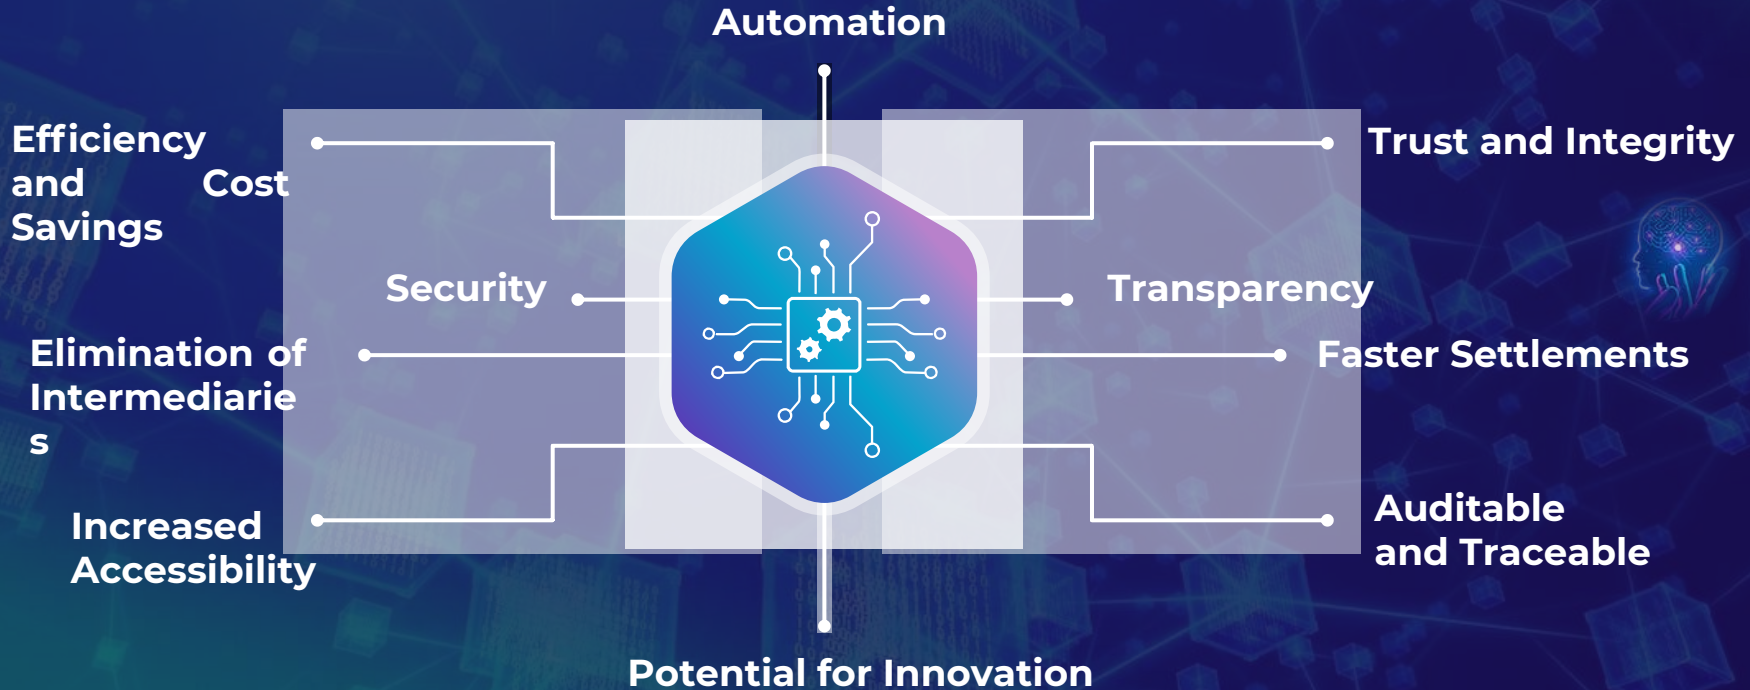 Automation
Efficiency
and Cost
Savings
Trust and Integrity
Security
Transparency
Elimination of
Intermediarie
s
Faster Settlements
Increased
Accessibility
Auditable
and Traceable
Potential for Innovation